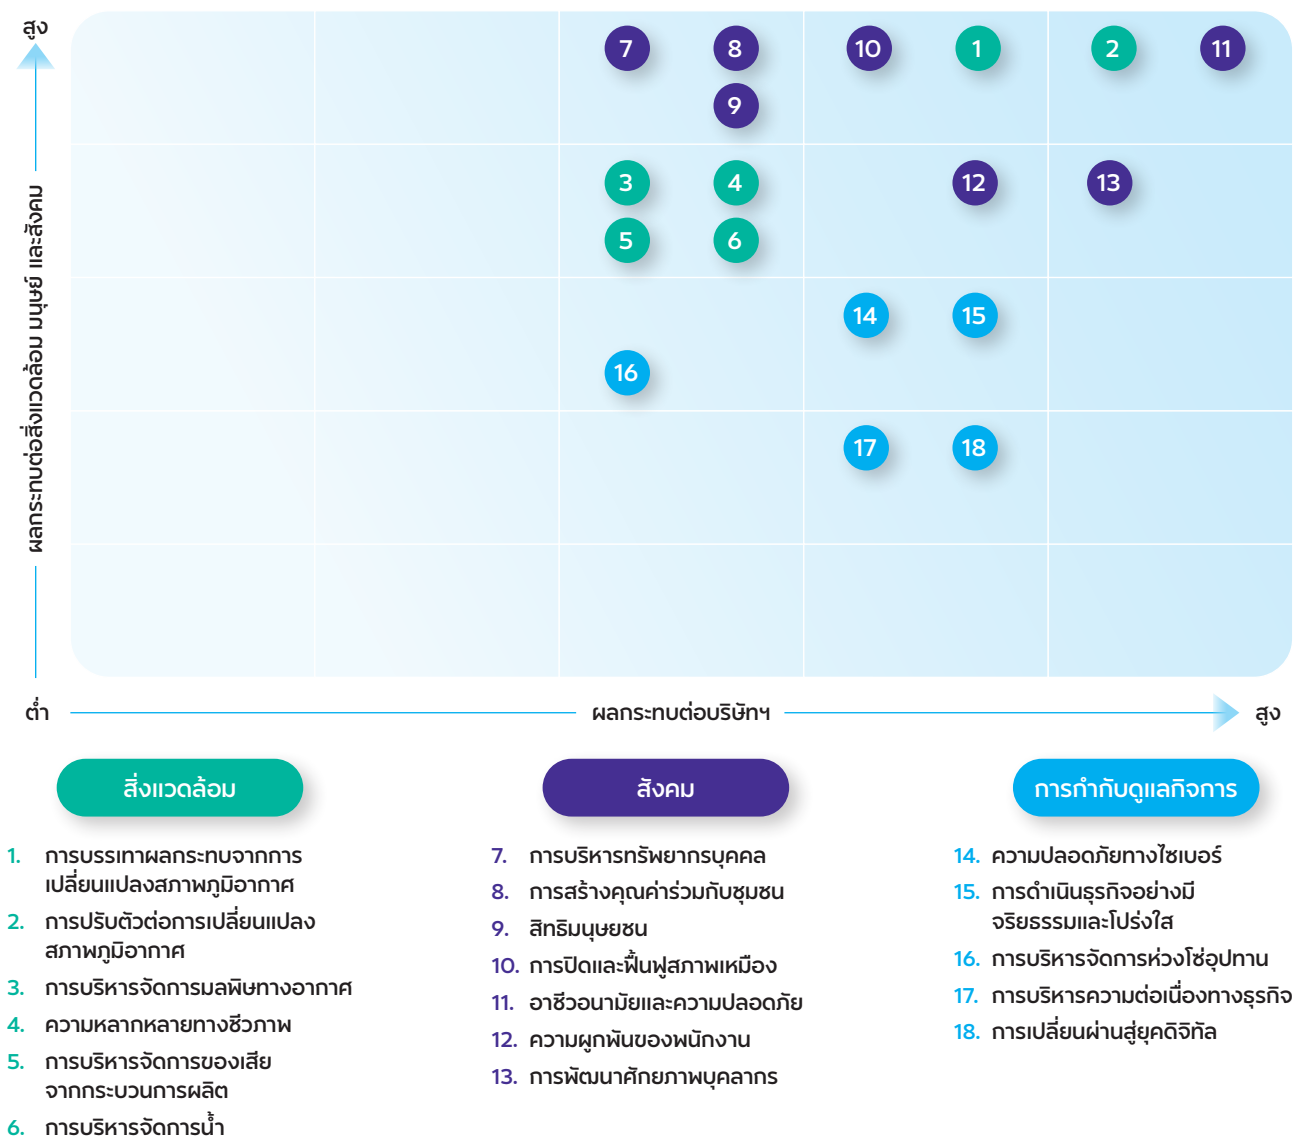 สูง
7
8
10
1
2
11
9
3
4
12
13
5
6
14
15
16
17
18
ผลกระทบต่อสิ่งแวดล้อม มนุษย์ และสังคม
ต่ำ
ผลกระทบต่อบริษัทฯ
สูง
สิ่งแวดล้อม
1. การบรรเทาผลกระทบจากการ
เปลี่ยนแปลงสภาพภูมิอากาศ
2. การปรับตัวต่อการเปลี่ยนแปลง
สภาพภูมิอากาศ
3. การบริหารจัดการมลพิษทางอากาศ
4. ความหลากหลายทางชีวภาพ
5. การบริหารจัดการของเสีย
จากกระบวนการผลิต
6. การบริหารจัดการน้ำ
สังคม
7. การบริหารทรัพยากรบุคคล
8. การสร้างคุณค่าร่วมกับชุมชน
9. สิทธิมนุษยชน
10. การปิดและฟื้นฟูสภาพเหมือง
11. อาชีวอนามัยและความปลอดภัย
12. ความผูกพันของพนักงาน
13. การพัฒนาศักยภาพบุคลากร
การกำกับดูแลกิจการ
14. ความปลอดภัยทางไซเบอร์
15. การดำเนินธุรกิจอย่างมี
จริยธรรมและโปร่งใส
16. การบริหารจัดการห่วงโซ่อุปทาน
17. การบริหารความต่อเนื่องทางธุรกิจ
18. การเปลี่ยนผ่านสู่ยุคดิจิทัล